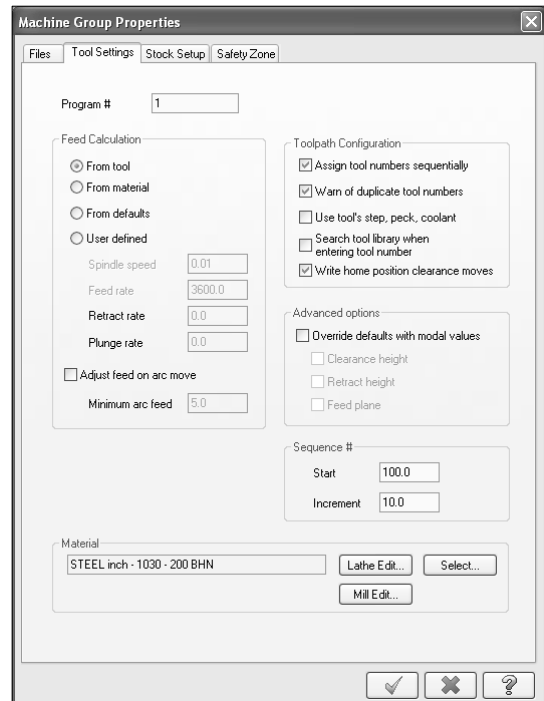 Machine Group Properties
Files Tool Settings Stock Setup Safety Zone
Program # 1
Feed Calculation
From tool
From material
From defaults
User defined
Spindle speed 0.01
Feed rate 3600.0
Retract rate 0.0
Plunge rate 0.0
Adjust feed on arc move
Minimum arc feed 5.0
Toolpath Configuration
Assign tool numbers sequentially
Warn of duplicate tool numbers
Use tool's step, peck, coolant
Search tool library when
entering tool number
Write home position clearance moves
Advanced options
Override defaults with modal values
Clearance height
Retract height
Feed plane
Sequence #
Start 100.0
Increment 10.0
Material
STEEL inch - 1030 - 200 BHN
Lathe Edit... Select...
Mill Edit...
?